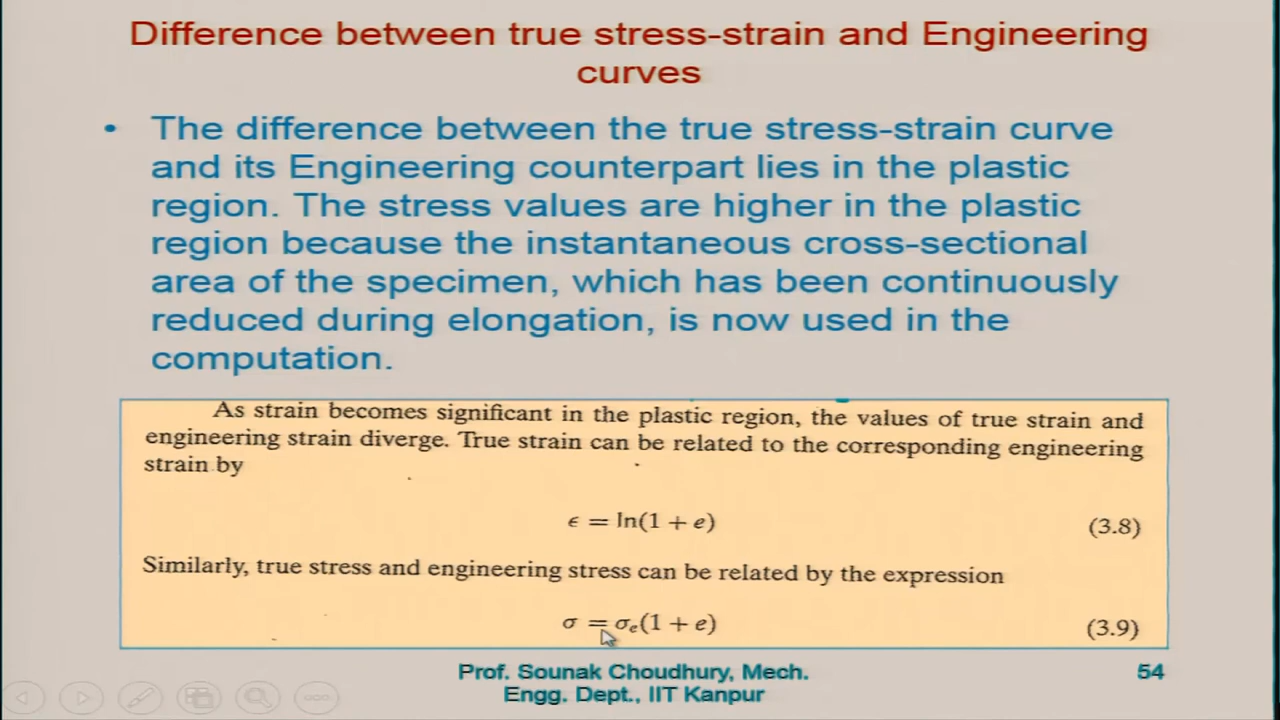 Difference between true stress-strain and Engineering
curves
• The difference between the true stress-strain curve
and its Engineering counterpart lies in the plastic
region. The stress values are higher in the plastic
region because the instantaneous cross-sectional
area of the specimen, which has been continuously
reduced during elongation, is now used in the
computation.
As strain becomes significant in the plastic region, the values of true strain and
engineering strain diverge. True strain can be related to the corresponding engineering
strain by
ϵ = ln(1 + e) (3.8)
Similarly, true stress and engineering stress can be related by the expression
σ = σₑ(1 + e) (3.9)
Prof. Sounak Choudhury, Mech.
Engg. Dept., IIT Kanpur
54